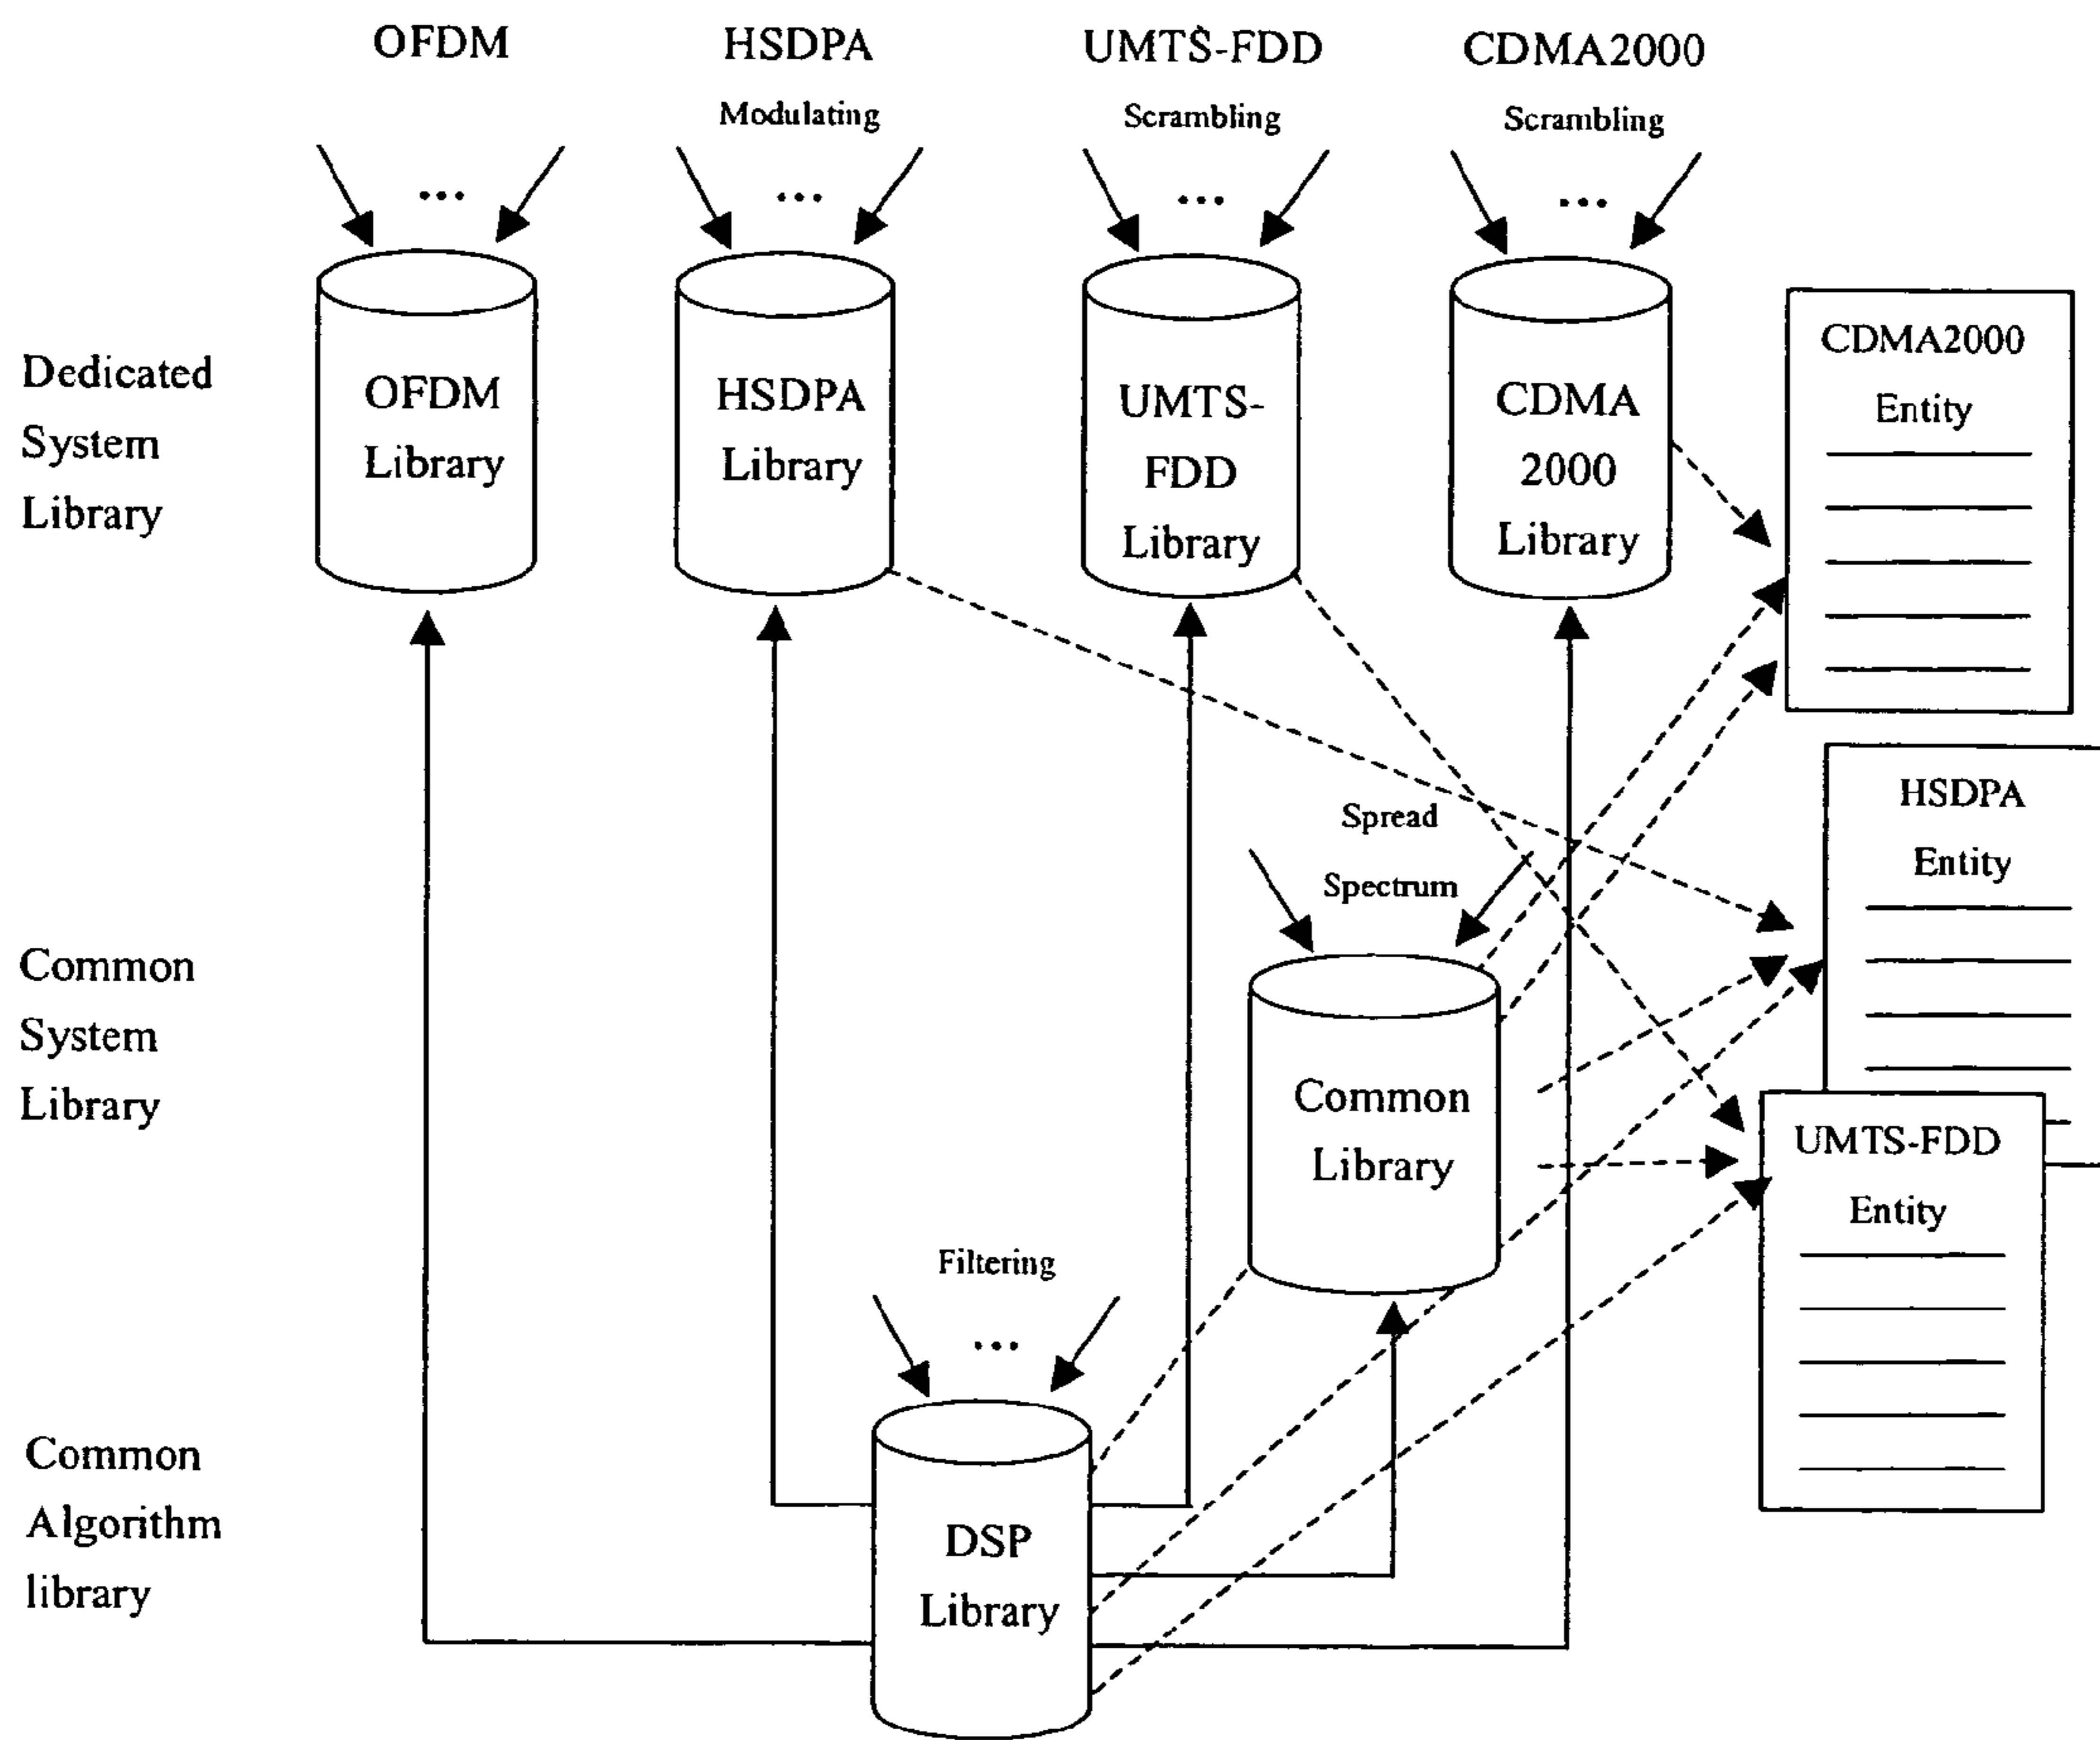 OFDM
HSDPA
UMTS-FDD
CDMA2000
Modulating
Scrambling
Scrambling
...
...
...
...
Dedicated
System
Library
OFDM
Library
HSDPA
Library
UMTS-
FDD
Library
CDMA
2000
Library
CDMA2000
Entity
HSDPA
Entity
Spread
Spectrum
Common
System
Library
Common
Library
UMTS-FDD
Entity
Filtering
...
Common
Algorithm
library
DSP
Library